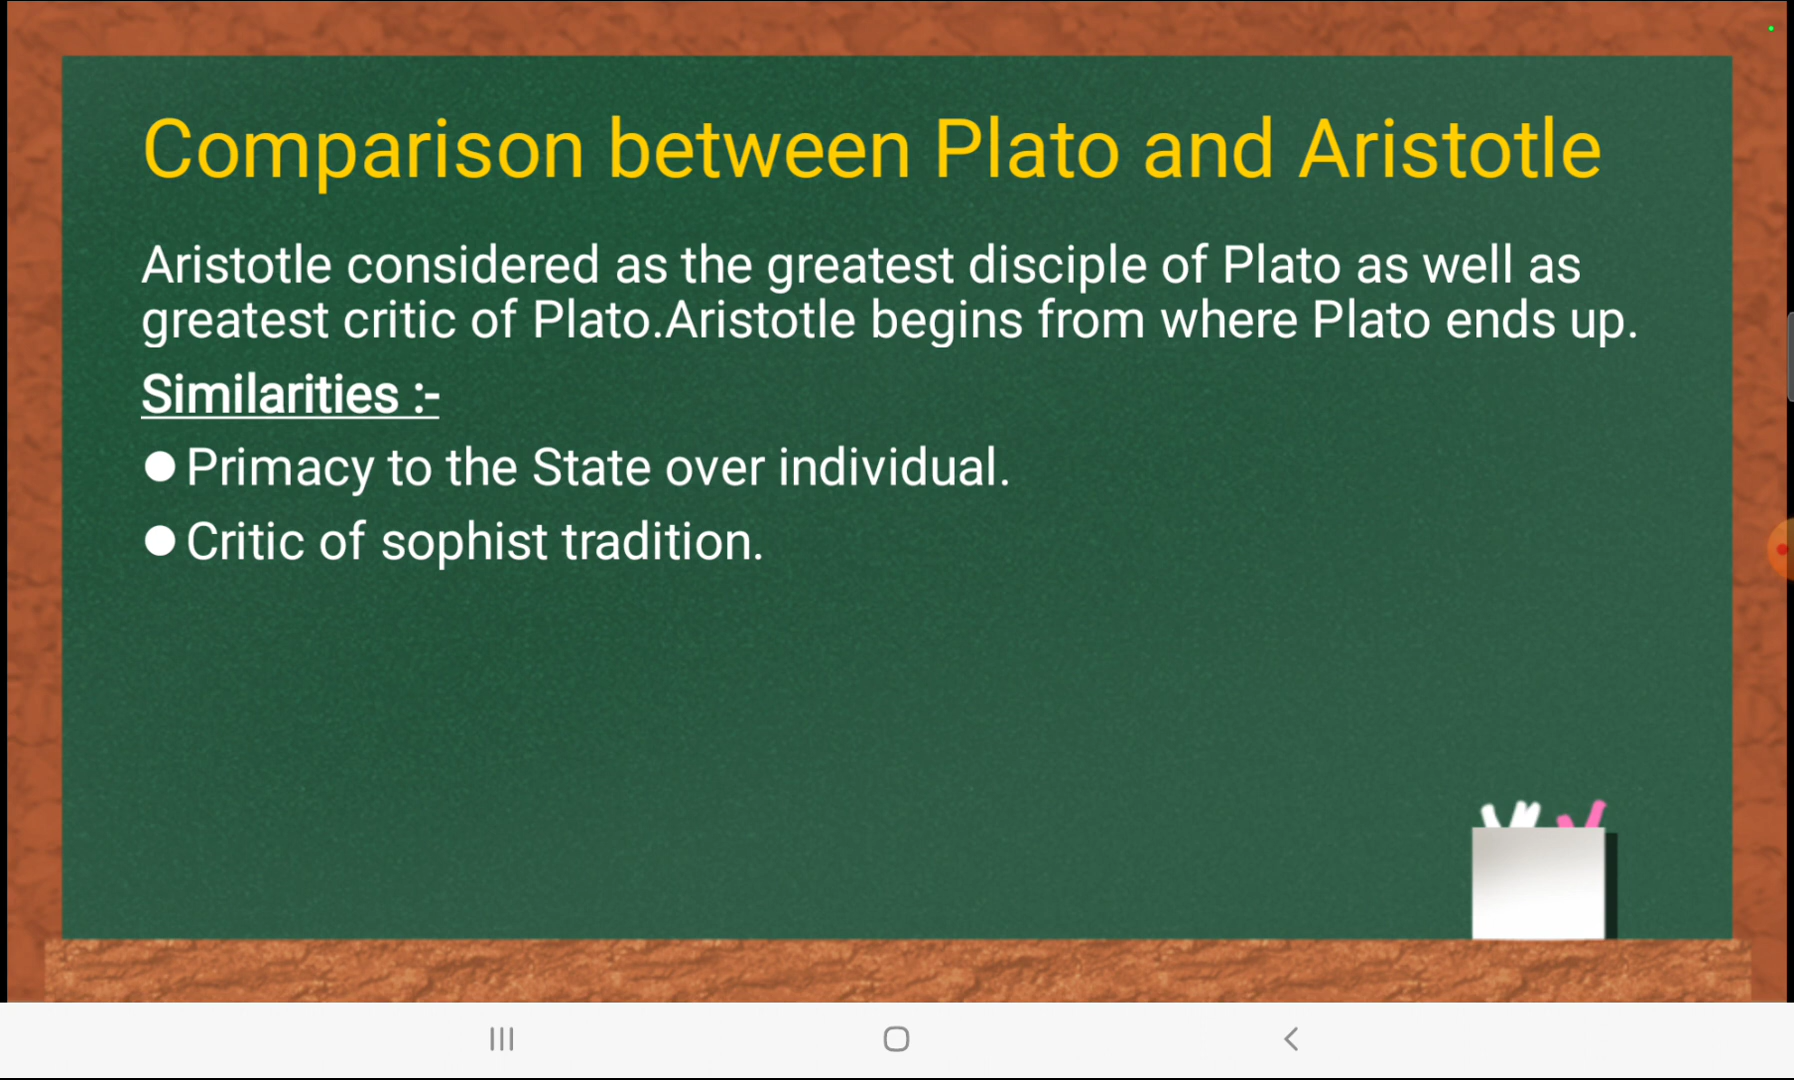 Comparison between Plato and Aristotle
Aristotle considered as the greatest disciple of Plato as well as
greatest critic of Plato.Aristotle begins from where Plato ends up.
Similarities :-
● Primacy to the State over individual.
● Critic of sophist tradition.